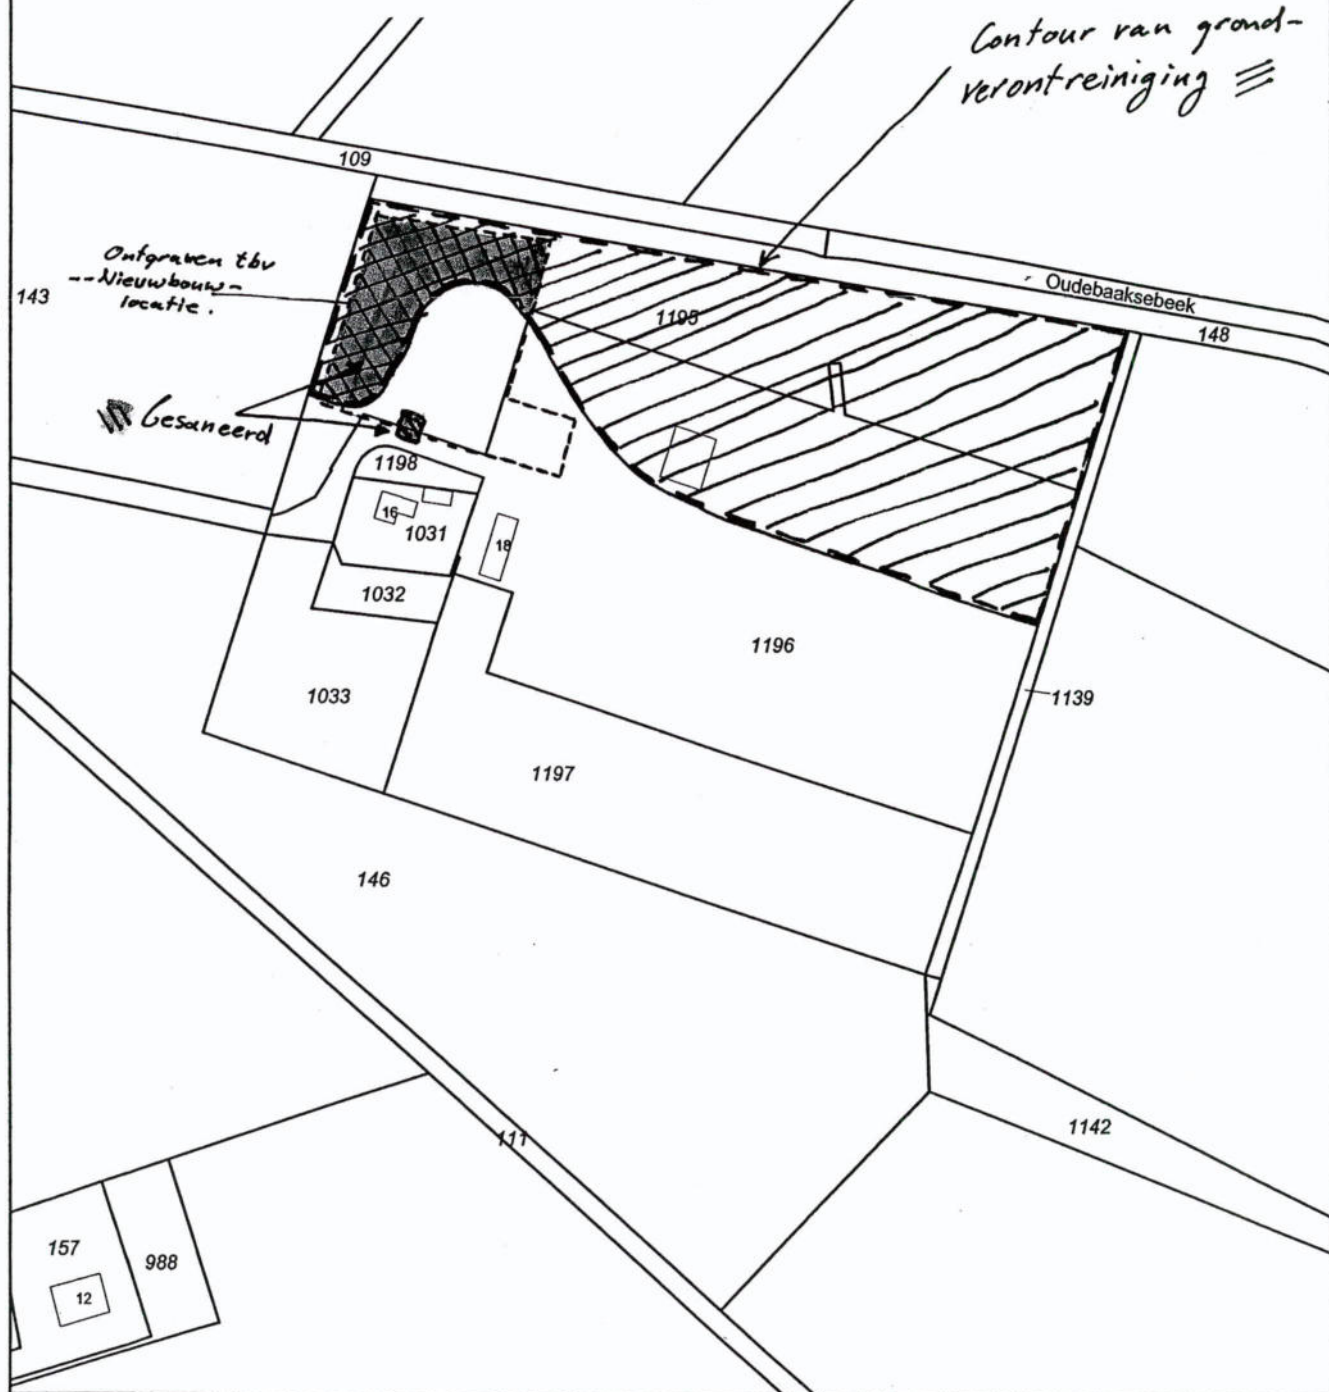 Contour van grond-
verontreiniging
109
Ontgraven tbv
--Nieuwbouw-
locatie.
143
Oudebaaksebeek
1195
148
Gesaneerd
1198
16
1031
18
1032
1196
1033
1139
1197
146
111
1142
157
988
12